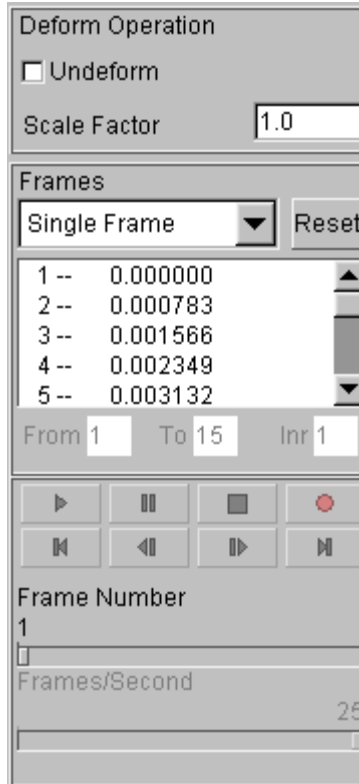 Deform Operation
Undeform
Scale Factor 1.0
Frames
Single Frame Reset
1 -- 0.000000
2 -- 0.000783
3 -- 0.001566
4 -- 0.002349
5 -- 0.003132
From 1 To 15 Inr 1
Frame Number
1
Frames/Second
25